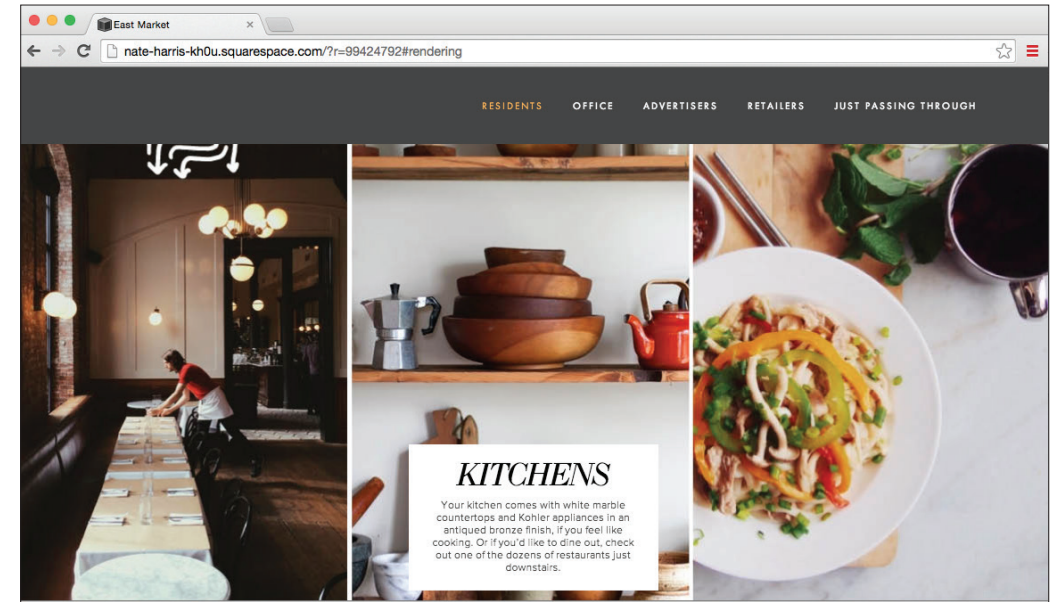 East Market
nate-harris-kh0u.squarespace.com/?r=99424792#rendering
RESIDENTS OFFICE ADVERTISERS RETAILERS JUST PASSING THROUGH
KITCHENS
Your kitchen comes with white marble
countertops and Kohler appliances in an
antiqued bronze finish, if you feel like
cooking. Or if you'd like to dine out, check
out one of the dozens of restaurants just
downstairs.